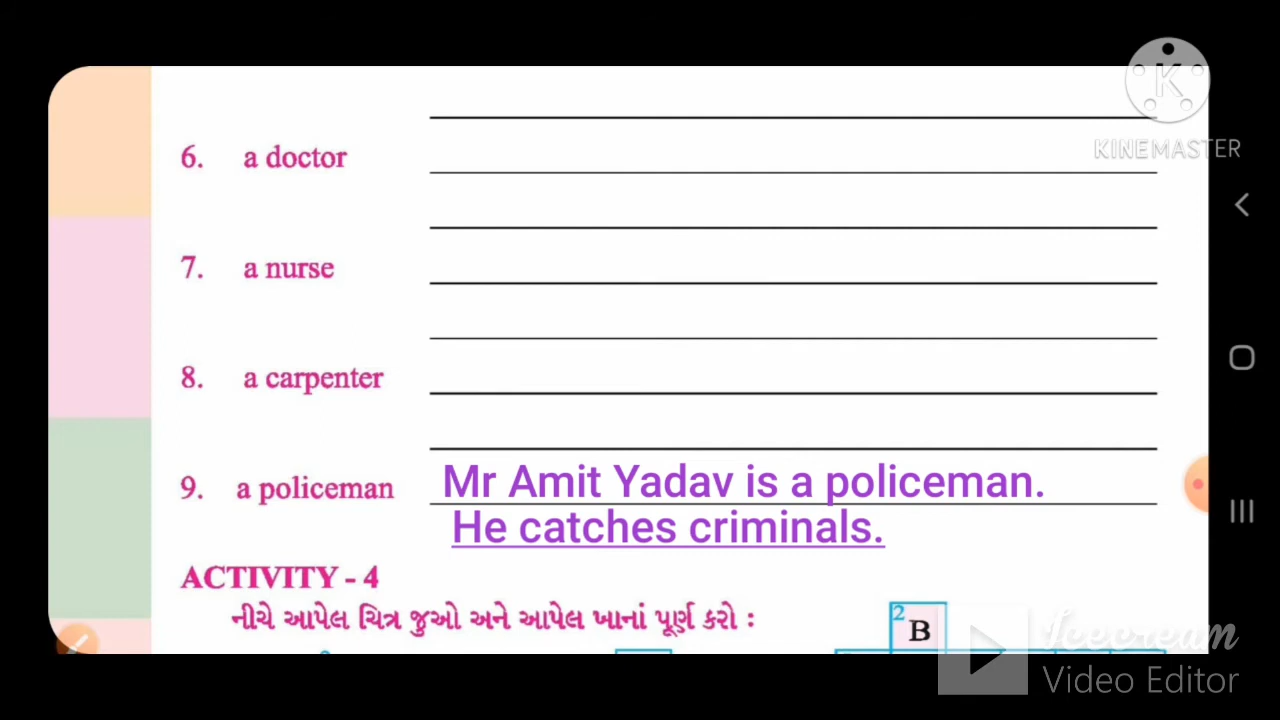 K
KINEMASTER
6. a doctor
7. a nurse
8. a carpenter
9. a policeman Mr Amit Yadav is a policeman.
He catches criminals.
ACTIVITY - 4
નીચે આપેલ ચિત્ર જુઓ અને આપેલ ખાનાં પૂર્ણ કરો :
2
B
Icecream
Video Editor